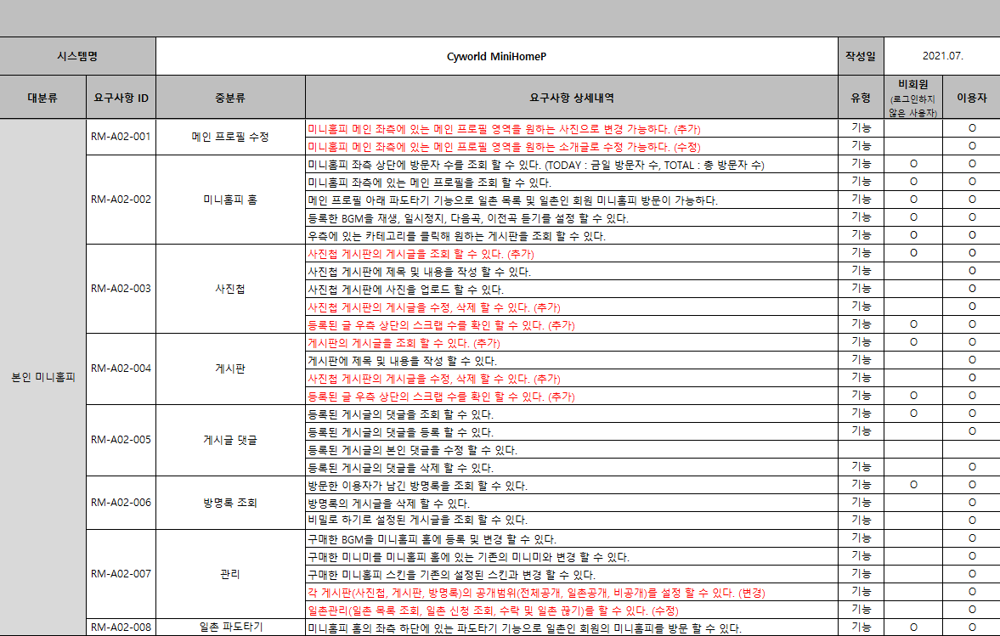 시스템명 Cyworld MiniHomeP 작성일 2021.07.
대분류 요구사항 ID 중분류 요구사항 상세내역 유형 비회원 (로그인하지 않은 사용자) 이용자
본인 미니홈피
RM-A02-001 메인 프로필 수정
미니홈피 메인 좌측에 있는 메인 프로필 영역을 원하는 사진으로 변경 가능하다. (추가) 기능 O
미니홈피 메인 좌측에 있는 메인 프로필 영역을 원하는 소개글로 수정 가능하다. (수정) 기능 O
RM-A02-002 미니홈피 홈
미니홈피 좌측 상단에 방문자 수를 조회 할 수 있다. (TODAY : 금일 방문자 수, TOTAL : 총 방문자 수) 기능 O O
미니홈피 좌측에 있는 메인 프로필을 조회 할 수 있다. 기능 O O
메인 프로필 아래 파도타기 기능으로 일촌 목록 및 일촌인 회원 미니홈피 방문이 가능하다. 기능 O O
등록한 BGM을 재생, 일시정지, 다음곡, 이전곡 듣기를 설정 할 수 있다. 기능 O O
우측에 있는 카테고리를 클릭해 원하는 게시판을 조회 할 수 있다. 기능 O O
RM-A02-003 사진첩
사진첩 게시판의 게시글을 조회 할 수 있다. (추가) 기능 O O
사진첩 게시판에 제목 및 내용을 작성 할 수 있다. 기능 O
사진첩 게시판에 사진을 업로드 할 수 있다. 기능 O
사진첩 게시판의 게시글을 수정, 삭제 할 수 있다. (추가) 기능 O
등록된 글 우측 상단의 스크랩 수를 확인 할 수 있다. (추가) 기능 O O
RM-A02-004 게시판
게시판의 게시글을 조회 할 수 있다. (추가) 기능 O O
게시판에 제목 및 내용을 작성 할 수 있다. 기능 O
사진첩 게시판의 게시글을 수정, 삭제 할 수 있다. (추가) 기능 O
등록된 글 우측 상단의 스크랩 수를 확인 할 수 있다. (추가) 기능 O O
RM-A02-005 게시글 댓글
등록된 게시글의 댓글을 조회 할 수 있다. 기능 O O
등록된 게시글의 댓글을 등록 할 수 있다. 기능 O
등록된 게시글의 본인 댓글을 수정 할 수 있다.
등록된 게시글의 댓글을 삭제 할 수 있다. 기능 O
RM-A02-006 방명록 조회
방문한 이용자가 남긴 방명록을 조회 할 수 있다. 기능 O O
방명록의 게시글을 삭제 할 수 있다. 기능 O
비밀로 하기로 설정된 게시글을 조회 할 수 있다. 기능 O
RM-A02-007 관리
구매한 BGM을 미니홈피 홈에 등록 및 변경 할 수 있다. 기능 O
구매한 미니미를 미니홈피 홈에 있는 기존의 미니미와 변경 할 수 있다. 기능 O
구매한 미니홈피 스킨을 기존의 설정된 스킨과 변경 할 수 있다. 기능 O
각 게시판(사진첩, 게시판, 방명록)의 공개범위(전체공개, 일촌공개, 비공개)를 설정 할 수 있다. (변경) 기능 O
일촌관리(일촌 목록 조회, 일촌 신청 조회, 수락 및 일촌 끊기)를 할 수 있다. (수정) 기능 O
RM-A02-008 일촌 파도타기
미니홈피 홈의 좌측 하단에 있는 파도타기 기능으로 일촌인 회원의 미니홈피를 방문 할 수 있다. 기능 O O